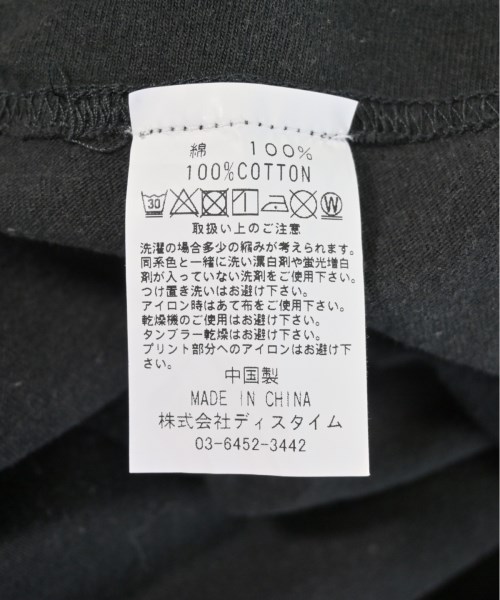 綿 100%
100%COTTON
30 W
取扱い上のご注意
洗濯の場合多少の縮みが考えられます。
同系色と一緒に洗い漂白剤や蛍光増白
剤が入っていない洗剤をご使用下さい。
つけ置き洗いはお避け下さい。
アイロン時はあて布をご使用下さい。
乾燥機のご使用はお避け下さい。
タンブラー乾燥はお避け下さい。
プリント部分へのアイロンはお避け下
さい。
中国製
MADE IN CHINA
株式会社ディスタイム
03-6452-3442